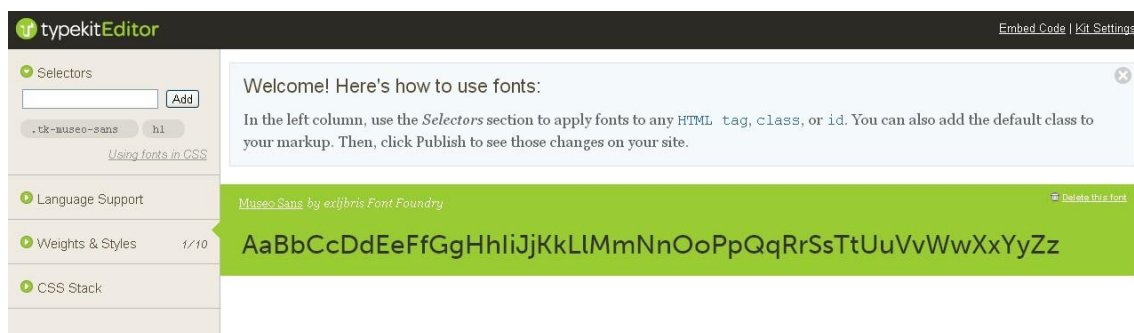 typekitEditor
Embed Code | Kit Settings
Selectors
Add
.tk-museo-sans h1
Using fonts in CSS
Language Support
Weights & Styles 1/10
CSS Stack
Welcome! Here's how to use fonts:
In the left column, use the Selectors section to apply fonts to any HTML tag, class, or id. You can also add the default class to
your markup. Then, click Publish to see those changes on your site.
Museo Sans by exljbris Font Foundry
Delete this font
AaBbCcDdEeFfGgHhIiJjKkLlMmNnOoPpQqRrSsTtUuVvWwXxYyZz